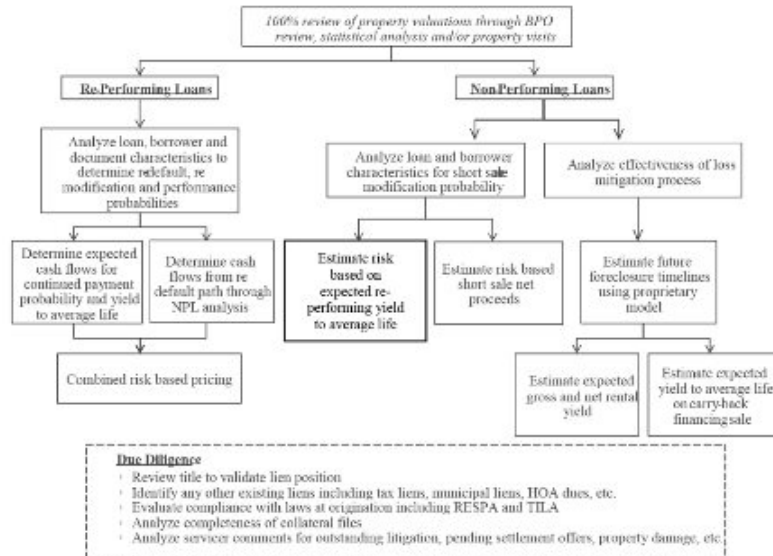 100% review of property valuations through BPO
review, statistical analysis and/or property visits
Re-Performing Loans
Non-Performing Loans
Analyze loan, borrower and
document characteristics to
determine redefault, re
modification and performance
probabilities
Analyze loan and borrower
characteristics for short sale
modification probability
Analyze effectiveness of loss
mitigation process
Determine expected
cash flows for
continued payment
probability and yield to
average life
Determine cash
flows from re
default path through
NPL analysis
Estimate risk
based on
expected re-
performing yield
to average life
Estimate risk based
short sale net
proceeds
Estimate future
foreclosure timelines
using proprietary
model
Combined risk based pricing
Estimate expected
gross and net rental
yield
Estimate expected
yield to average life
on carry-back
financing sale
Due Diligence
Review title to validate lien position
Identify any other existing liens including tax liens, municipal liens, HOA dues, etc.
Evaluate compliance with laws at origination including RESPA and TILA
Analyze completeness of collateral files
Analyze servicer comments for outstanding litigation, pending settlement offers, property damage, etc.